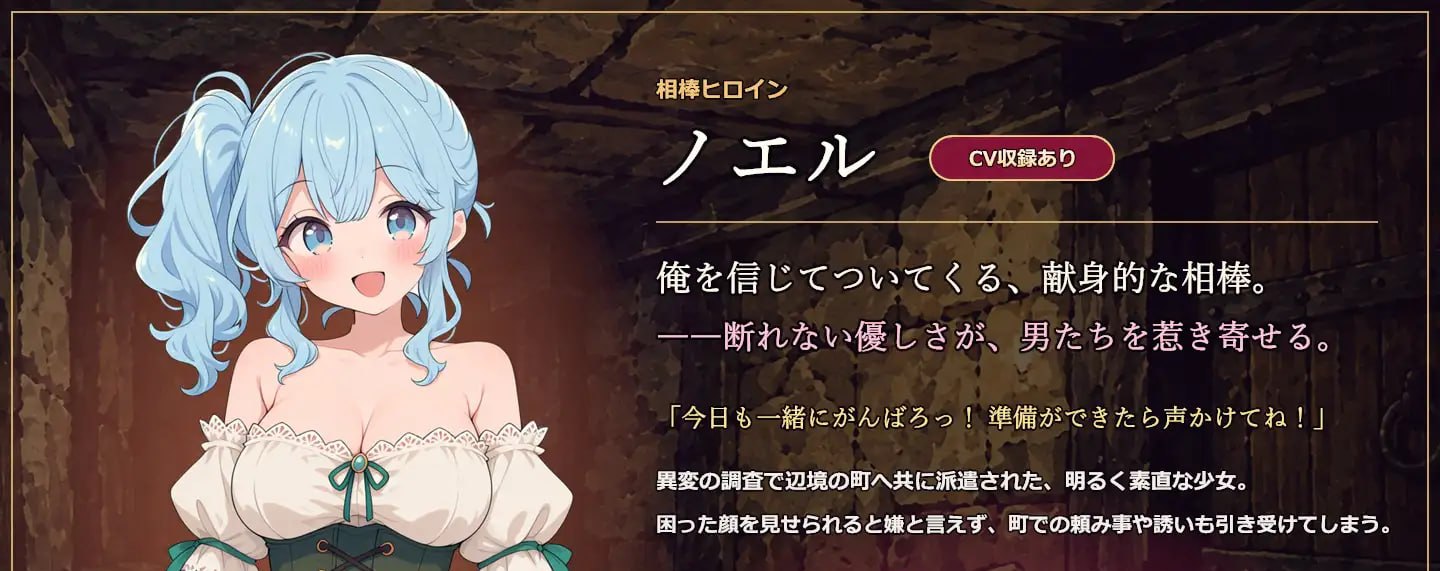 相棒ヒロイン
ノエル
CV収録あり
俺を信じてついてくる、献身的な相棒。
――断れない優しさが、男たちを惹き寄せる。
「今日も一緒にがんばろっ！ 準備ができたら声かけてね！」
異変の調査で辺境の町へ共に派遣された、明るく素直な少女。
困った顔を見せられると嫌と言えず、町での頼み事や誘いも引き受けてしまう。